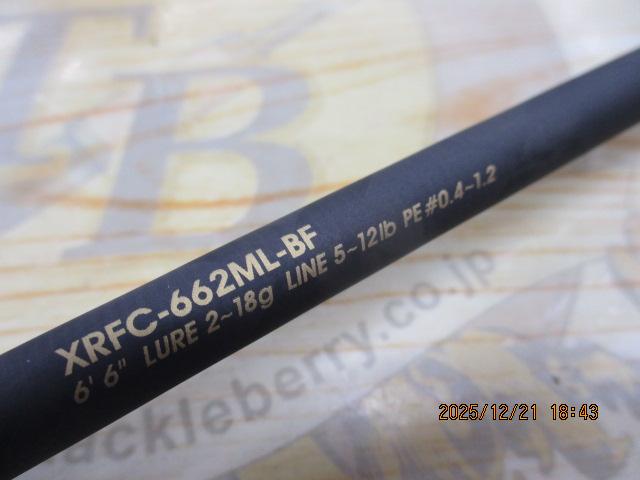 TB
XRFC-662ML-BF
6' 6" LURE 2~18g LINE 5~12lb PE #0.4~1.2
tackleberry.co.jp
2025/12/21 18:43